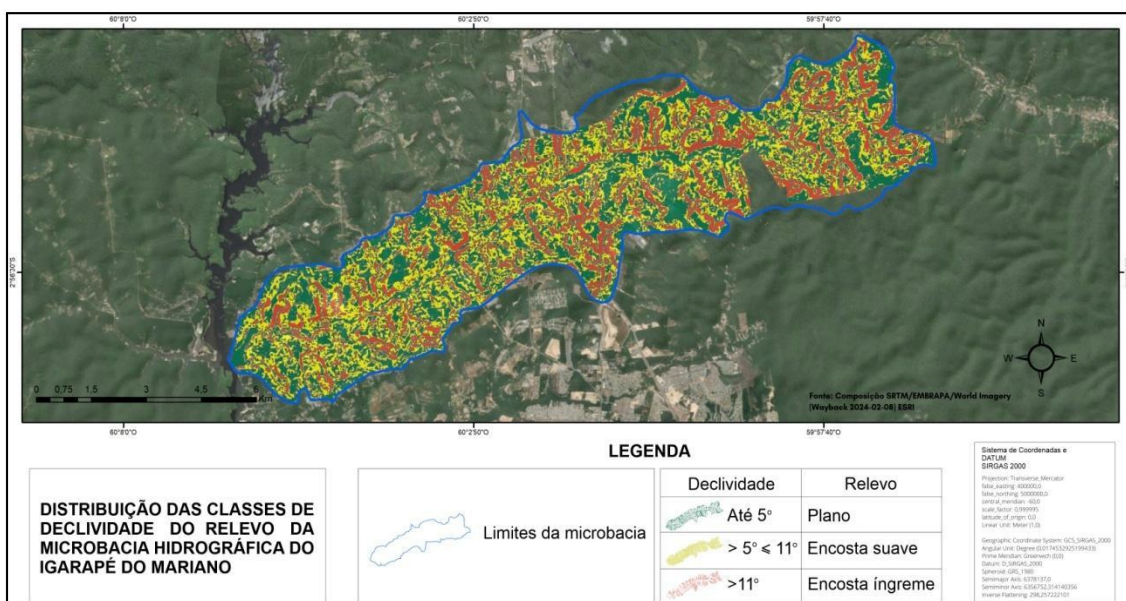 60°8'0"O 60°2'50"O 59°57'40"O
2°56'30"S
N
W E
S
0 0,75 1,5 3 4,5 6
Km
Fonte: Composição SRTM/EMBRAPA/World Imagery
(Wayback 2024-02-08) ESRI
60°8'0"O 60°2'50"O 59°57'40"O
LEGENDA
DISTRIBUIÇÃO DAS CLASSES DE
DECLIVIDADE DO RELEVO DA
MICROBACIA HIDROGRÁFICA DO
IGARAPÉ DO MARIANO
Limites da microbacia
Declividade Relevo
Até 5° Plano
> 5° ⩽ 11° Encosta suave
>11° Encosta íngreme
Sistema de Coordenadas e
DATUM
SIRGAS 2000
Projection: Transverse_Mercator
false_easting: 400000,0
false_northing: 5000000,0
central_meridian: -60,0
scale_factor: 0,999995
latitude_of_origin: 0,0
Linear Unit: Meter (1,0)
Geographic Coordinate System: GCS_SIRGAS_2000
Angular Unit: Degree (0,0174532925199433)
Prime Meridian: Greenwich (0,0)
Datum: D_SIRGAS_2000
Spheroid: GRS_1980
Semimajor Axis: 6378137,0
Semiminor Axis: 6356752,314140356
Inverse Flattening: 298,257222101